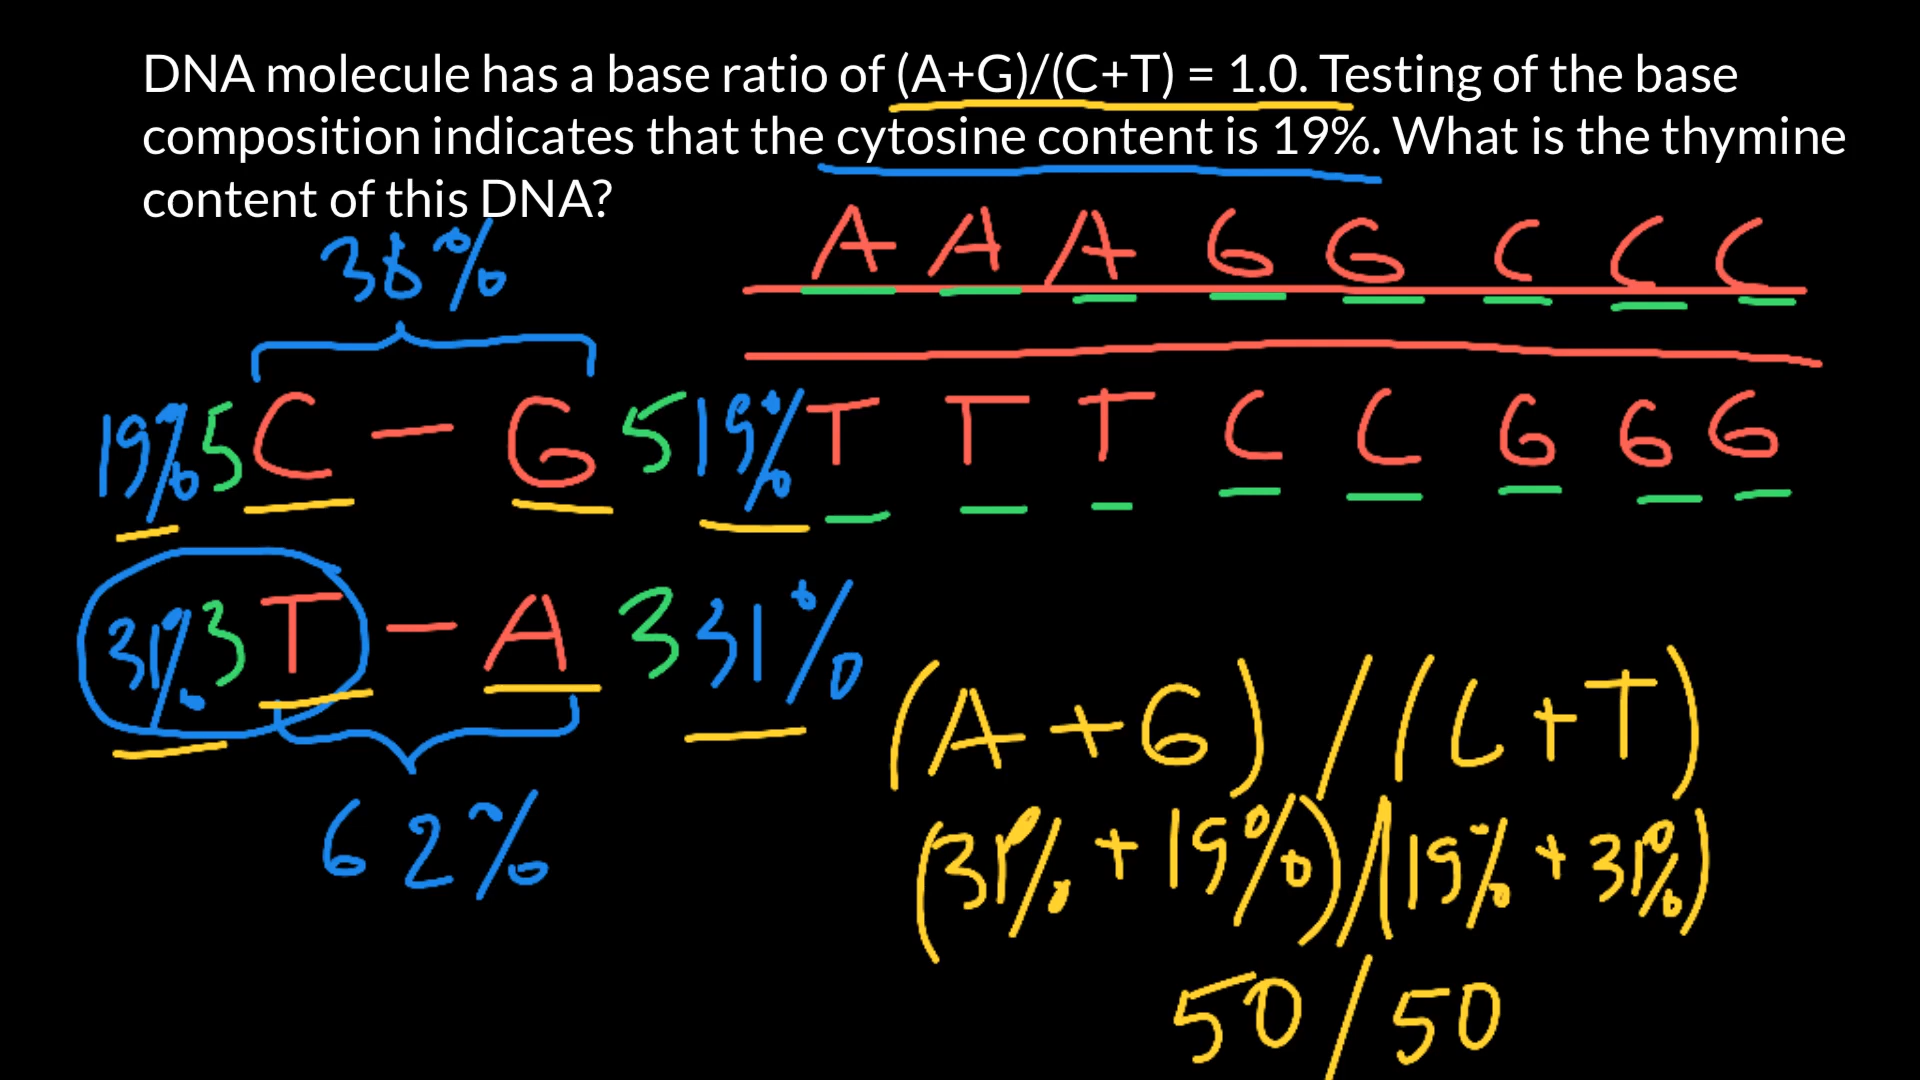 DNA molecule has a base ratio of (A+G)/(C+T) = 1.0. Testing of the base
composition indicates that the cytosine content is 19%. What is the thymine
content of this DNA?
38%
A A A G G C C C
19% 5 C — G 5 19%
T T T C C G G G
31% 3 T — A 3 31%
62%
(A+G)/(C+T)
(31%+19%)/(19%+31%)
50/50